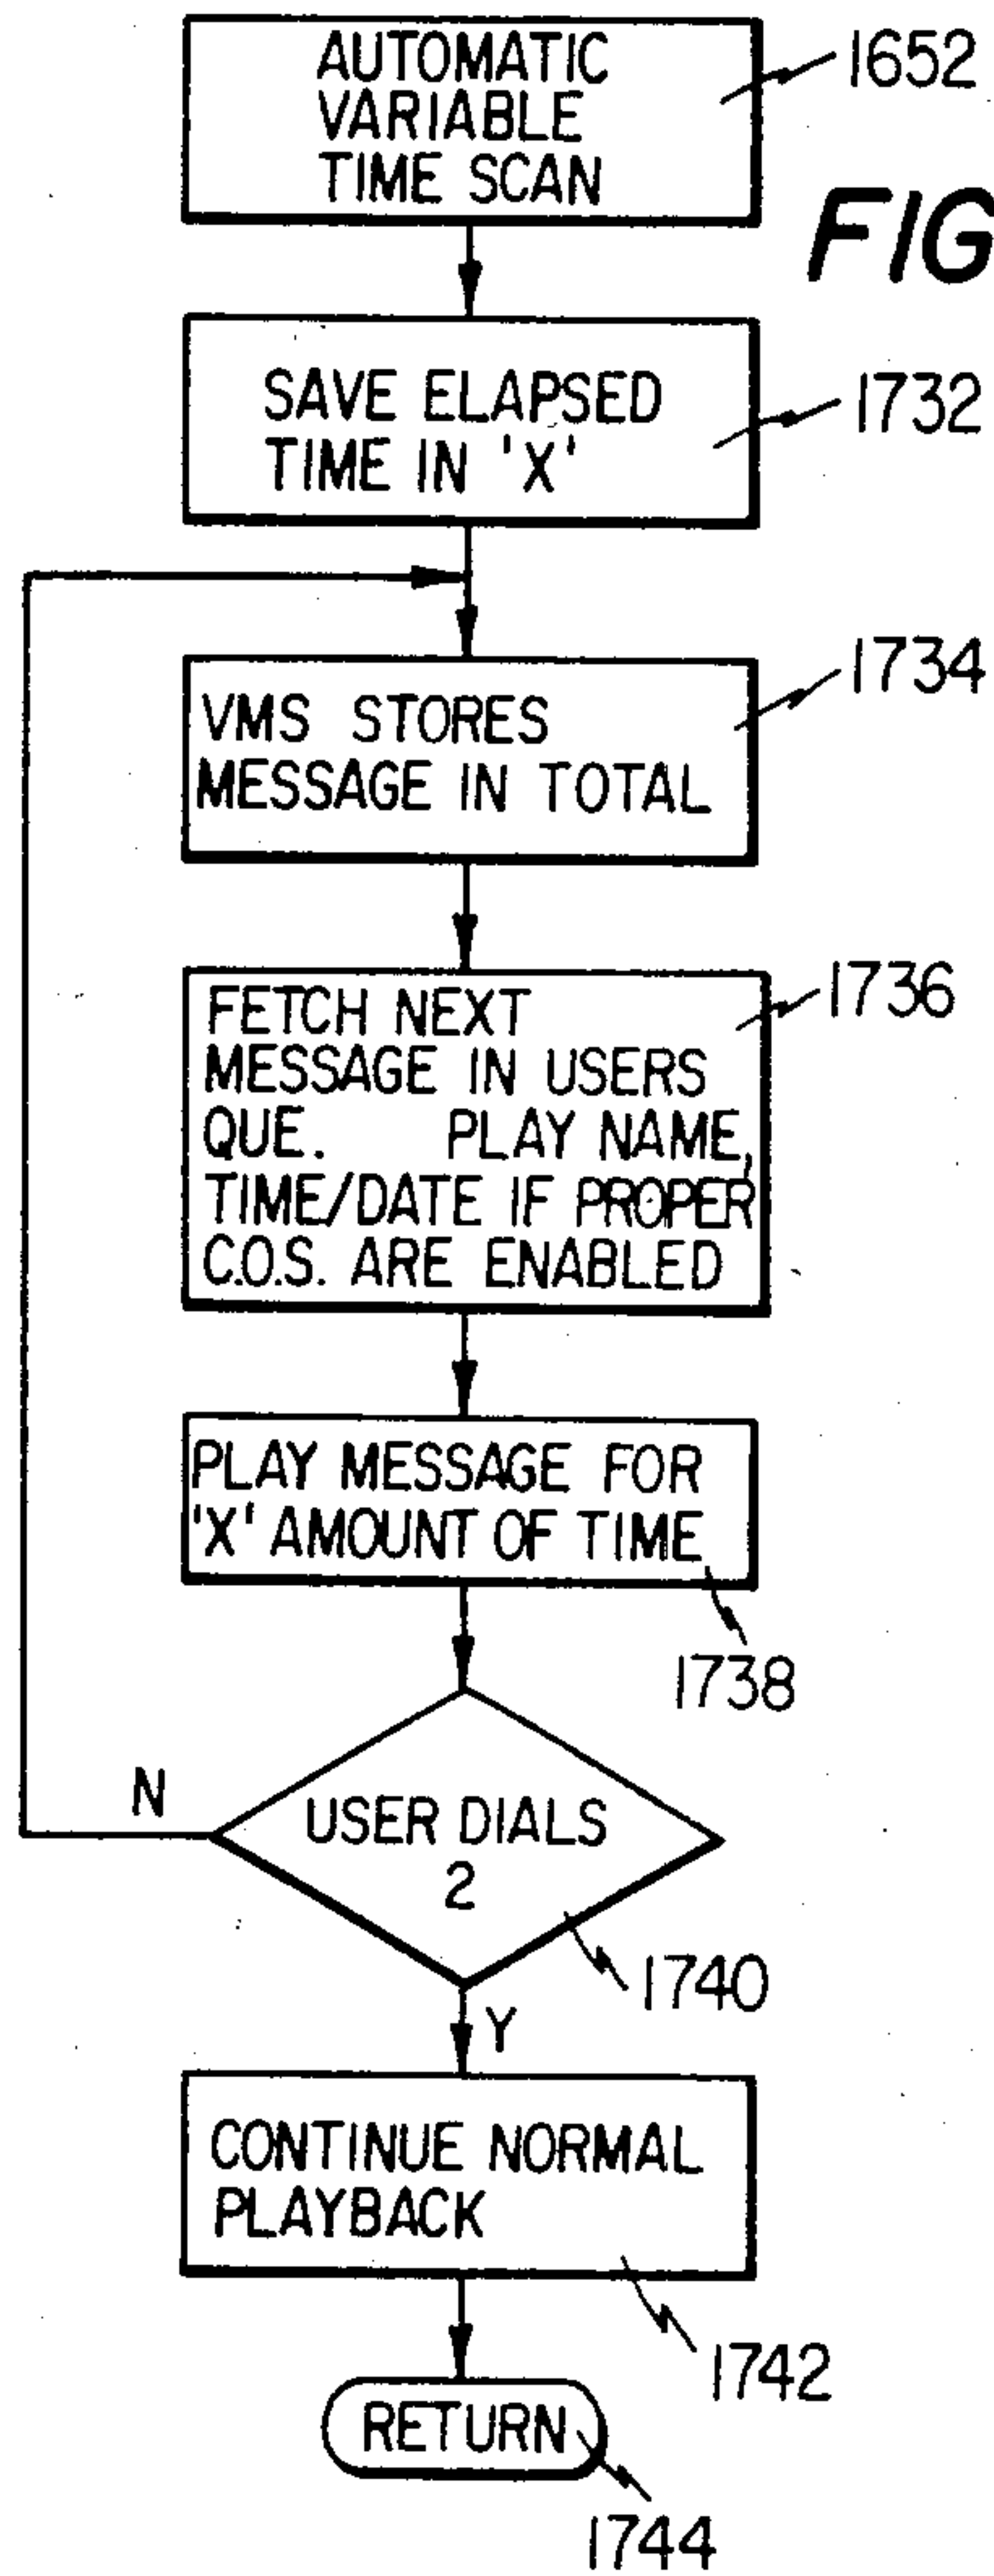 AUTOMATIC
VARIABLE
TIME SCAN
1652
FIG
SAVE ELAPSED
TIME IN 'X'
1732
VMS STORES
MESSAGE IN TOTAL
1734
FETCH NEXT
MESSAGE IN USERS
QUE. PLAY NAME,
TIME/DATE IF PROPER
C.O.S. ARE ENABLED
1736
PLAY MESSAGE FOR
'X' AMOUNT OF TIME
1738
USER DIALS
2
N
1740
Y
CONTINUE NORMAL
PLAYBACK
1742
RETURN
1744